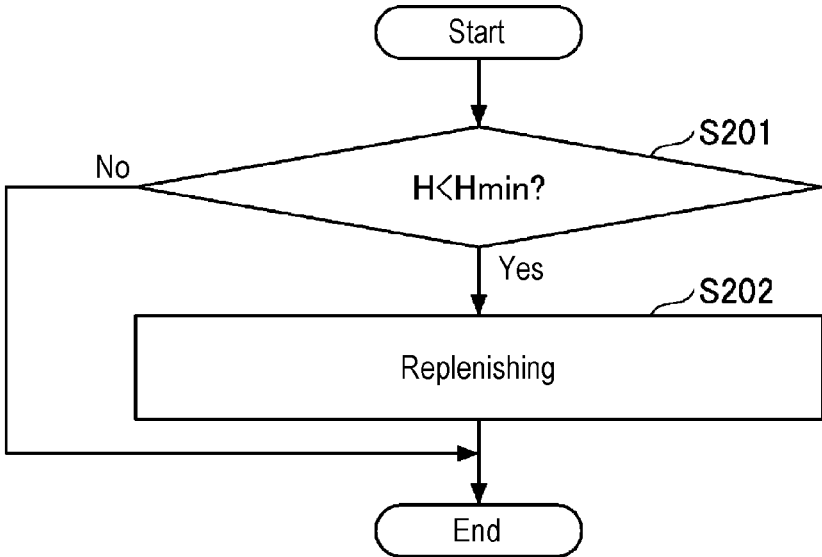 Start
S201
No
H<Hmin?
Yes
S202
Replenishing
End